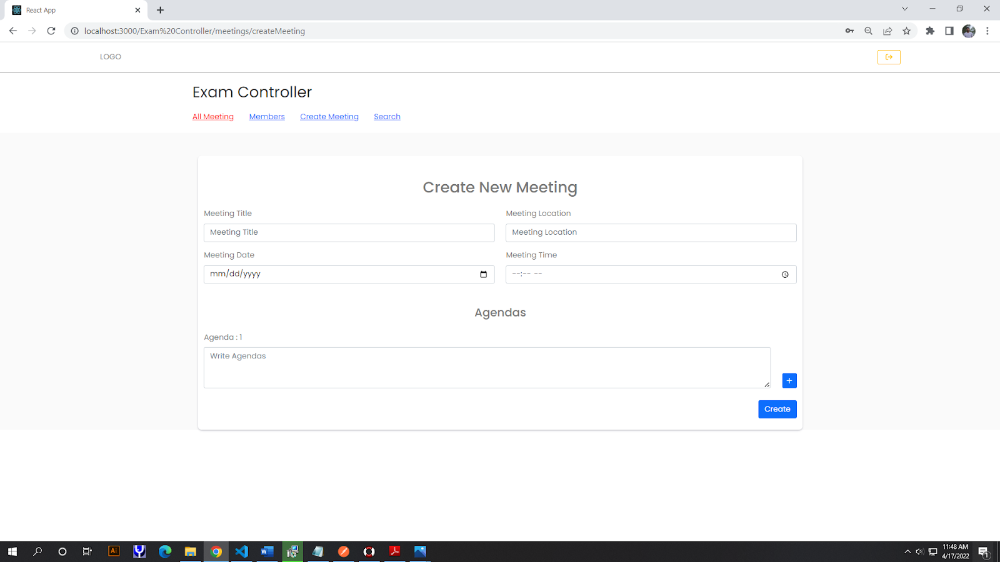 React App
localhost:3000/Exam%20Controller/meetings/createMeeting
LOGO
Exam Controller
All Meeting Members Create Meeting Search
Create New Meeting
Meeting Title Meeting Location
Meeting Title Meeting Location
Meeting Date Meeting Time
mm/dd/yyyy --:-- --
Agendas
Agenda : 1
Write Agendas
+
Create
Ai
11:48 AM
4/17/2022
1